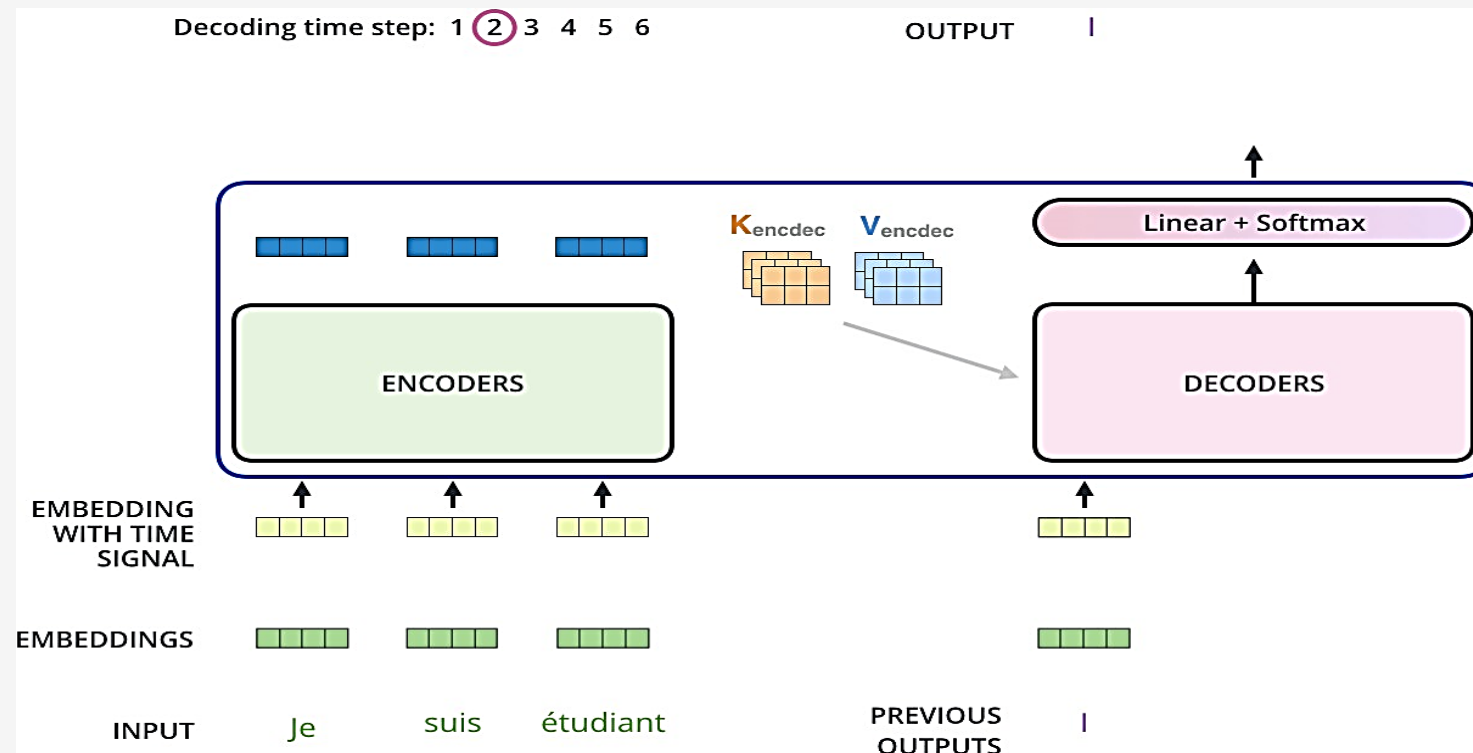 Decoding time step: 1 2 3 4 5 6
OUTPUT I
Kencdec Vencdec
Linear + Softmax
ENCODERS
DECODERS
EMBEDDING
WITH TIME
SIGNAL
EMBEDDINGS
INPUT Je suis étudiant
PREVIOUS
OUTPUTS
I